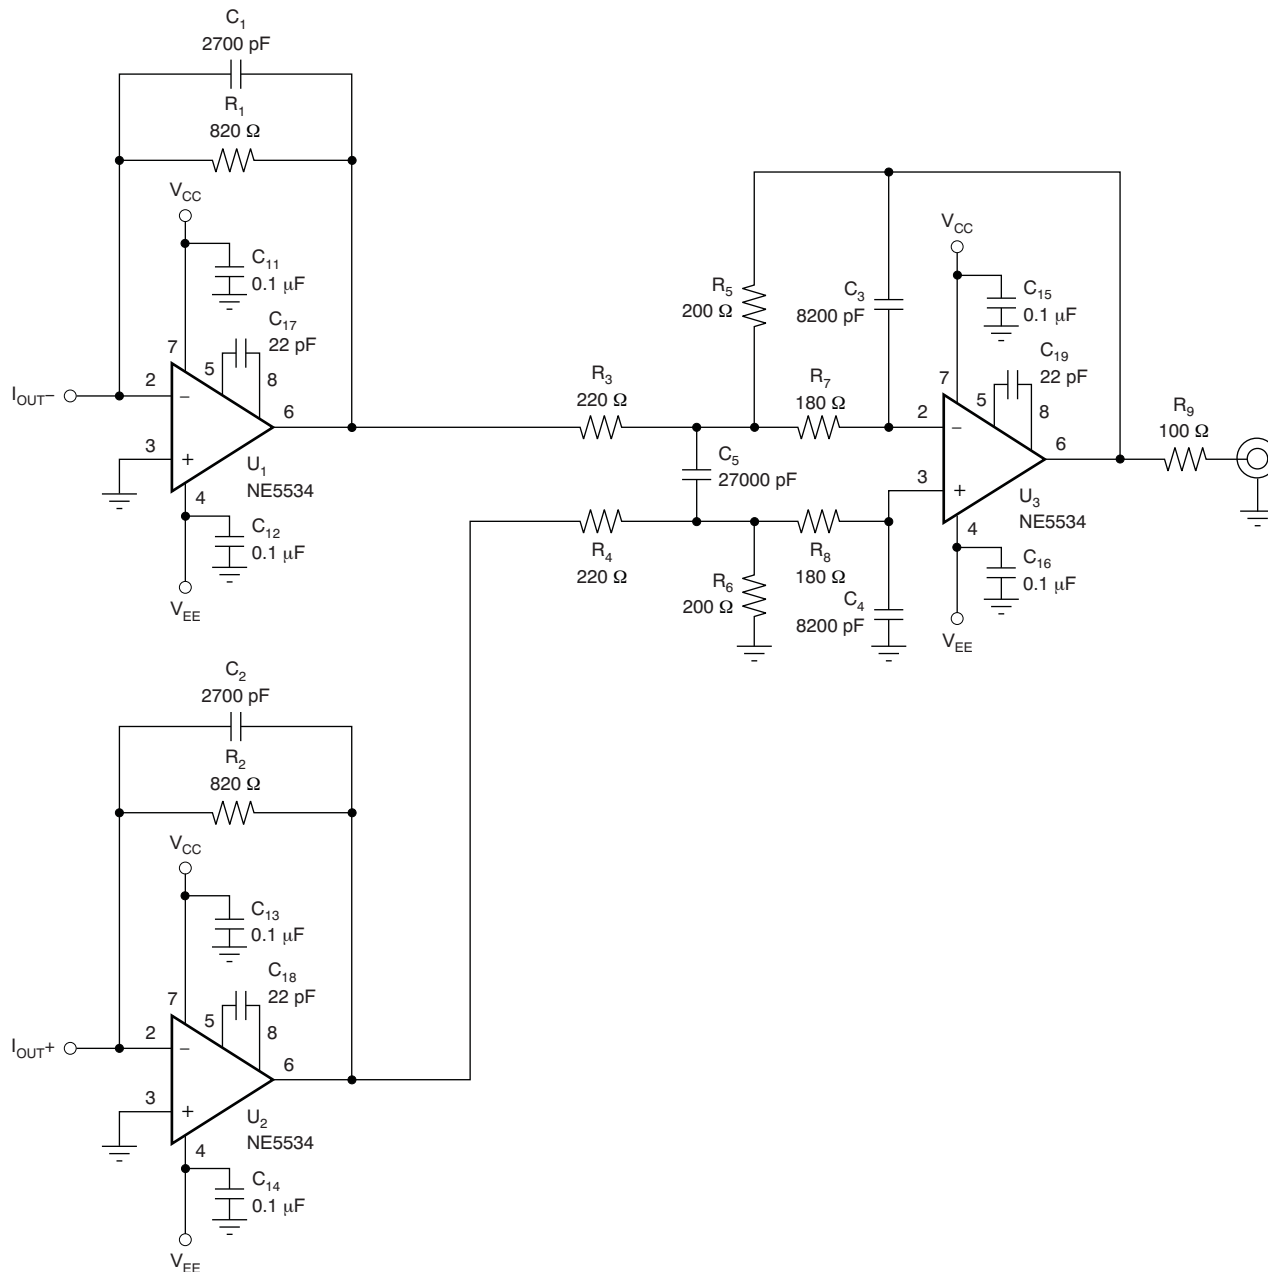 C1
2700 pF
R1
820 Ω
VCC
C11
0.1 μF
C17
22 pF
7
5
8
2
IOUT–
–
6
3
+
U1
NE5534
4
C12
0.1 μF
VEE
R3
220 Ω
R5
200 Ω
C3
8200 pF
R7
180 Ω
C5
27000 pF
R4
220 Ω
R6
200 Ω
R8
180 Ω
C4
8200 pF
VCC
C15
0.1 μF
C19
22 pF
7
5
8
2
–
6
3
+
U3
NE5534
4
C16
0.1 μF
VEE
R9
100 Ω
C2
2700 pF
R2
820 Ω
VCC
C13
0.1 μF
C18
22 pF
7
5
8
2
IOUT+
–
6
3
+
U2
NE5534
4
C14
0.1 μF
VEE